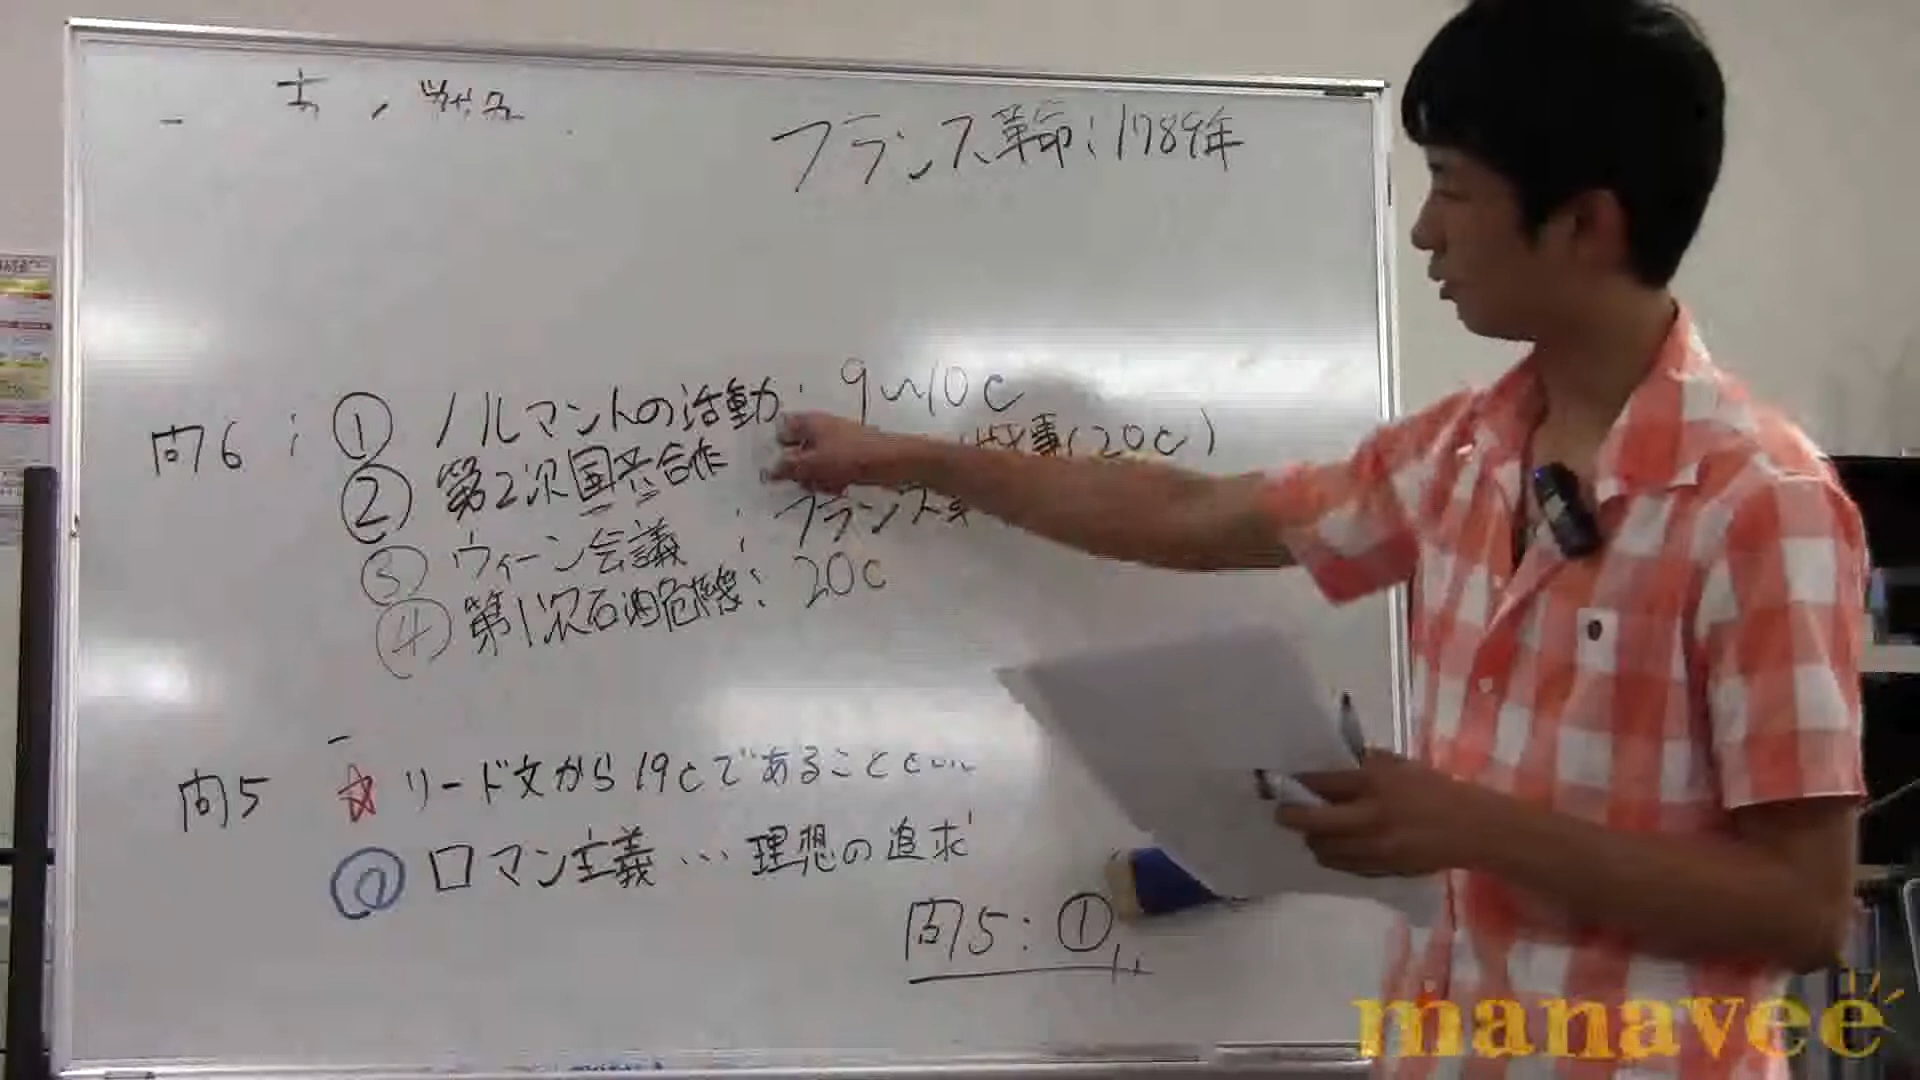 フランス革命:1789年
問6 : ① ノルマン人の活動: 9〜10c
② 第2次国共合作 事(20c)
③ ウィーン会議 : フランス
④ 第1次石油危機: 20c
問5 ☆ リード文から19cであること
① ロマン主義…理想の追求
問5:①
manavee